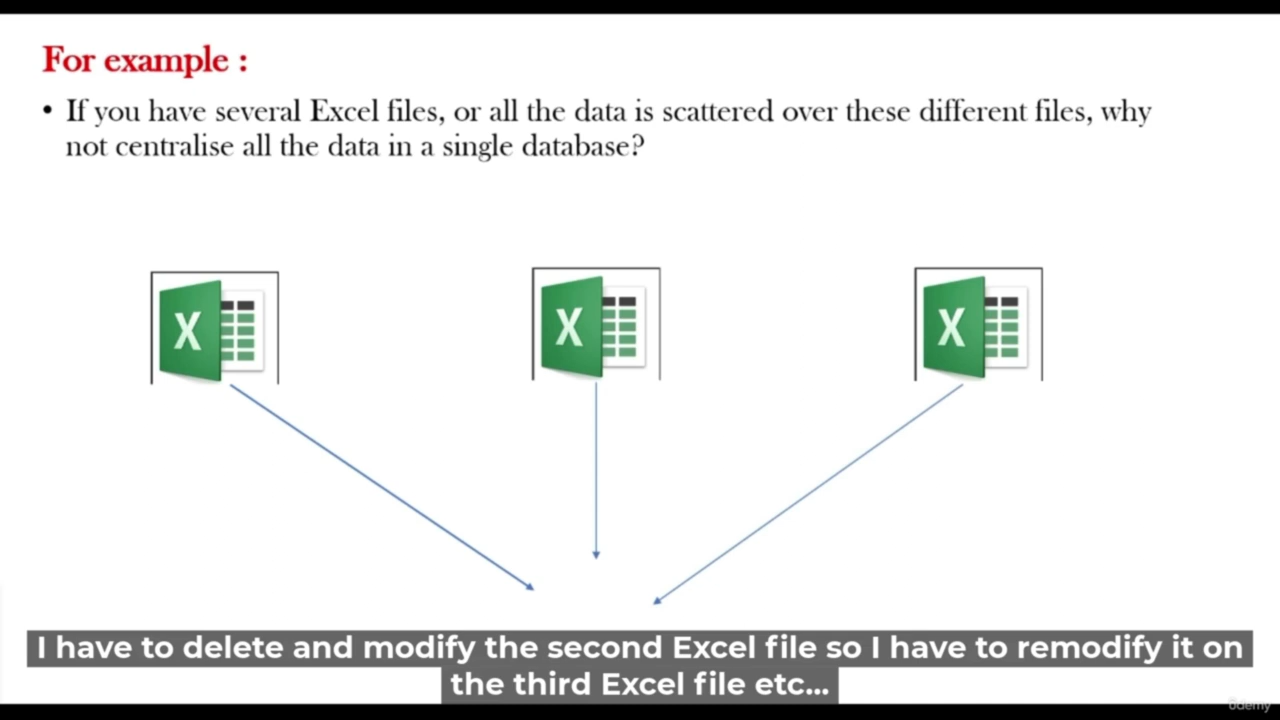 For example :
• If you have several Excel files, or all the data is scattered over these different files, why
not centralise all the data in a single database?
X
X
X
I have to delete and modify the second Excel file so I have to remodify it on
the third Excel file etc...
ûdemy